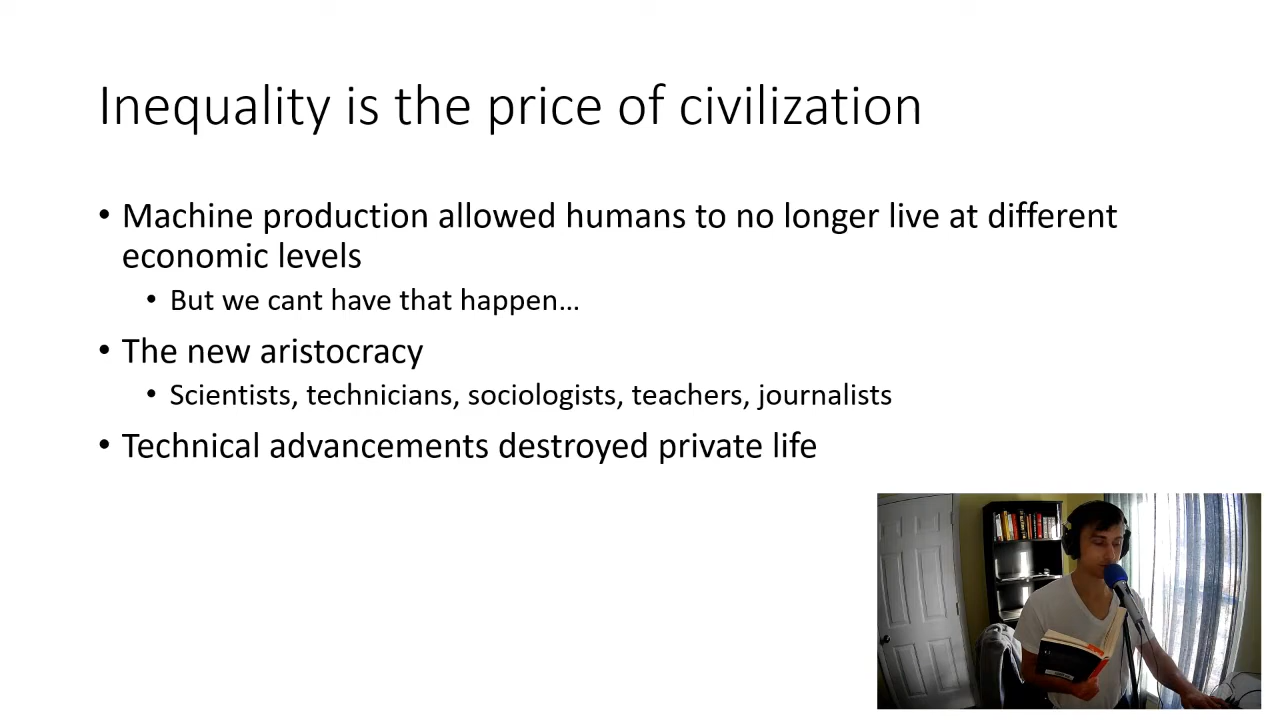 Inequality is the price of civilization
• Machine production allowed humans to no longer live at different
economic levels
• But we cant have that happen…
• The new aristocracy
• Scientists, technicians, sociologists, teachers, journalists
• Technical advancements destroyed private life